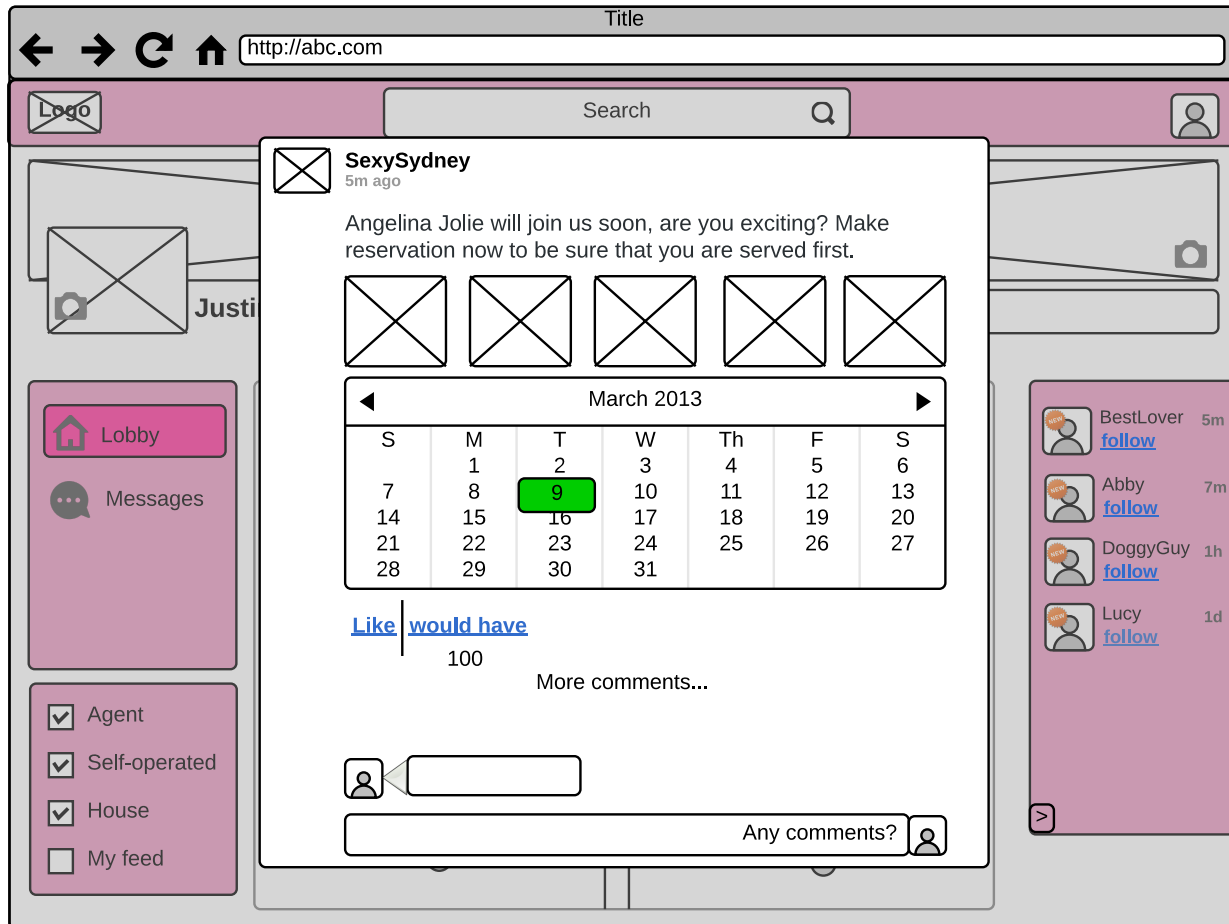 Title
http://abc.com
Logo
Search
SexySydney
5m ago
Angelina Jolie will join us soon, are you exciting? Make
reservation now to be sure that you are served first.
Justi
March 2013
S M T W Th F S
1 2 3 4 5 6
7 8 9 10 11 12 13
14 15 16 17 18 19 20
21 22 23 24 25 26 27
28 29 30 31
Like would have
100
More comments...
Any comments?
Lobby
Messages
Agent
Self-operated
House
My feed
NEW BestLover 5m
follow
NEW Abby 7m
follow
NEW DoggyGuy 1h
follow
NEW Lucy 1d
follow
>